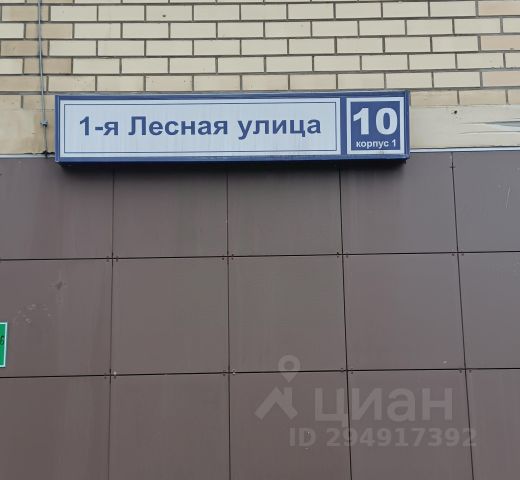 1-я Лесная улица
10
корпус 1
циан
ID 294917392